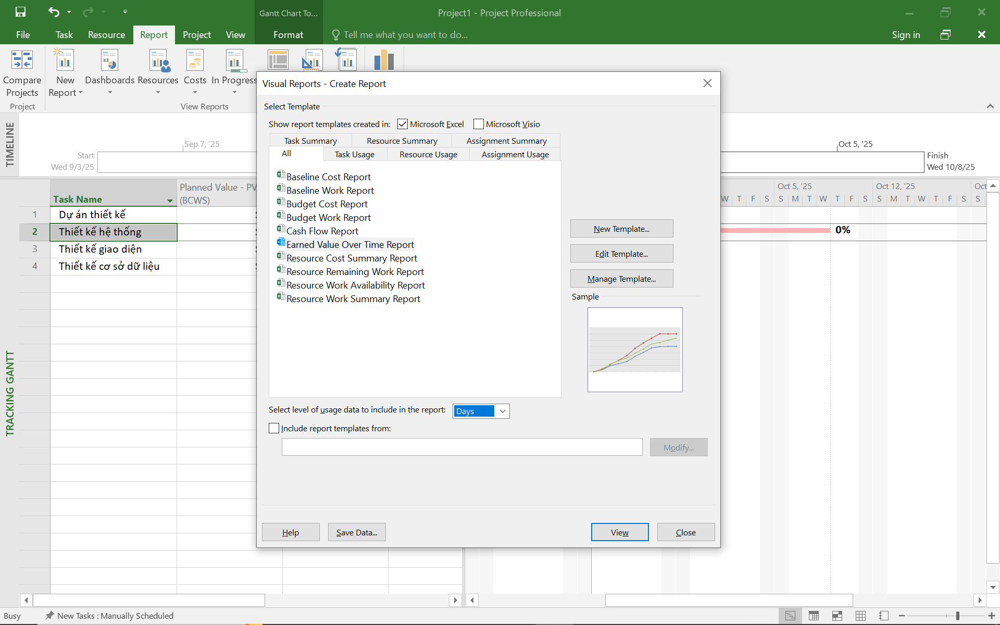 Gantt Chart To...
Project1 - Project Professional
File
Task
Resource
Report
Project
View
Format
Tell me what you want to do...
Sign in
Compare
Projects
New
Report
Dashboards
Resources
Costs
In Progress
Project
View Reports
TIMELINE
Sep 7, '25
Start
Wed 9/3/25
Oct 5, '25
Finish
Wed 10/8/25
TRACKING GANTT
Task Name
Planned Value - PV
(BCWS)
1 Dự án thiết kế
2 Thiết kế hệ thống
3 Thiết kế giao diện
4 Thiết kế cơ sở dữ liệu
Oct 5, '25
Oct 12, '25
Oct
W T F S S M T W T F S S M T W T F S S
0%
Visual Reports - Create Report
Select Template
Show report templates created in:
Microsoft Excel
Microsoft Visio
Task Summary
Resource Summary
Assignment Summary
All
Task Usage
Resource Usage
Assignment Usage
Baseline Cost Report
Baseline Work Report
Budget Cost Report
Budget Work Report
Cash Flow Report
Earned Value Over Time Report
Resource Cost Summary Report
Resource Remaining Work Report
Resource Work Availability Report
Resource Work Summary Report
New Template...
Edit Template...
Manage Template...
Sample
Select level of usage data to include in the report:
Days
Include report templates from:
Modify...
Help
Save Data...
View
Close
Busy
New Tasks : Manually Scheduled